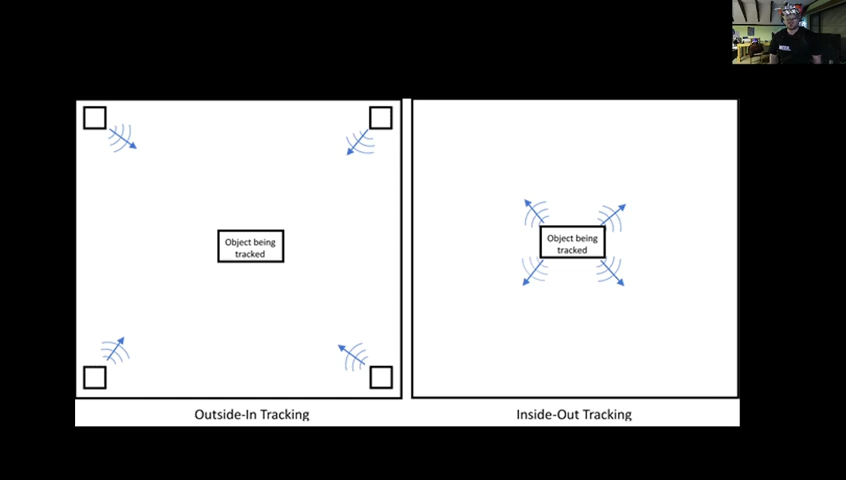 Object being
tracked
Outside-In Tracking
Object being
tracked
Inside-Out Tracking